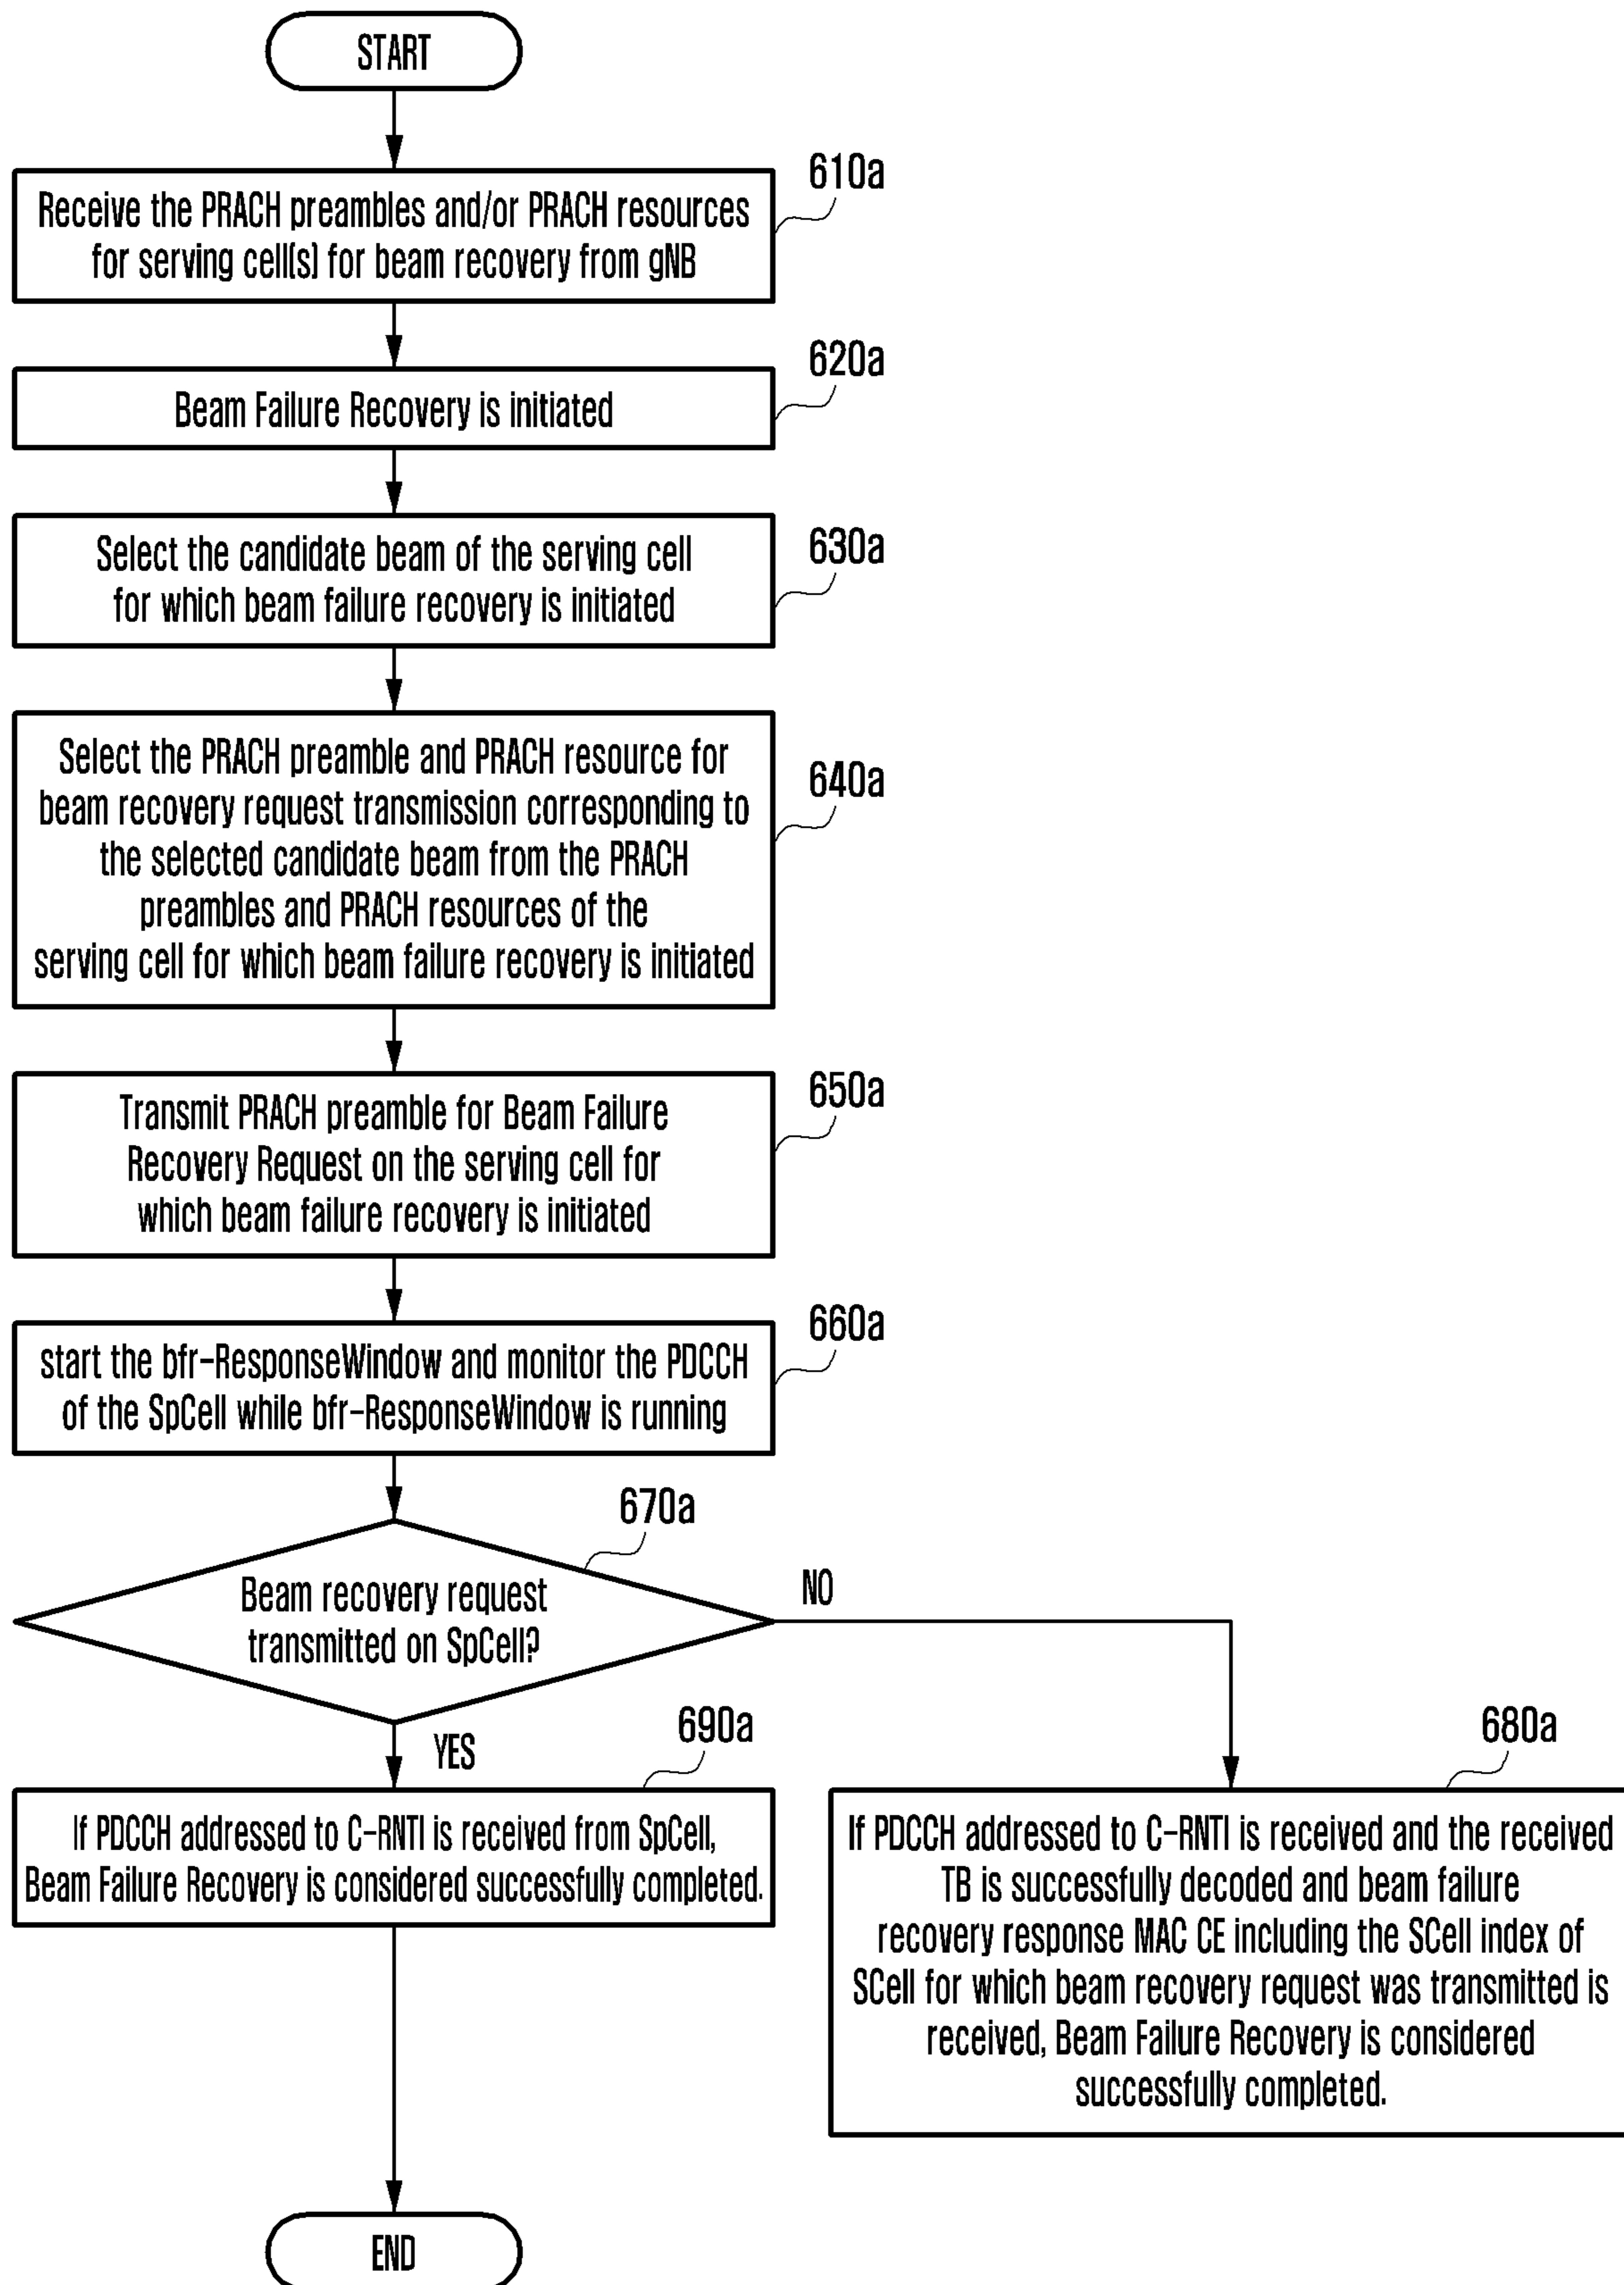 START
610a
Receive the PRACH preambles and/or PRACH resources
for serving cell(s) for beam recovery from gNB
620a
Beam Failure Recovery is initiated
630a
Select the candidate beam of the serving cell
for which beam failure recovery is initiated
640a
Select the PRACH preamble and PRACH resource for
beam recovery request transmission corresponding to
the selected candidate beam from the PRACH
preambles and PRACH resources of the
serving cell for which beam failure recovery is initiated
650a
Transmit PRACH preamble for Beam Failure
Recovery Request on the serving cell for
which beam failure recovery is initiated
660a
start the bfr-ResponseWindow and monitor the PDCCH
of the SpCell while bfr-ResponseWindow is running
670a
Beam recovery request
transmitted on SpCell?
NO
YES
690a
If PDCCH addressed to C-RNTI is received from SpCell,
Beam Failure Recovery is considered successfully completed.
680a
If PDCCH addressed to C-RNTI is received and the received
TB is successfully decoded and beam failure
recovery response MAC CE including the SCell index of
SCell for which beam recovery request was transmitted is
received, Beam Failure Recovery is considered
successfully completed.
END